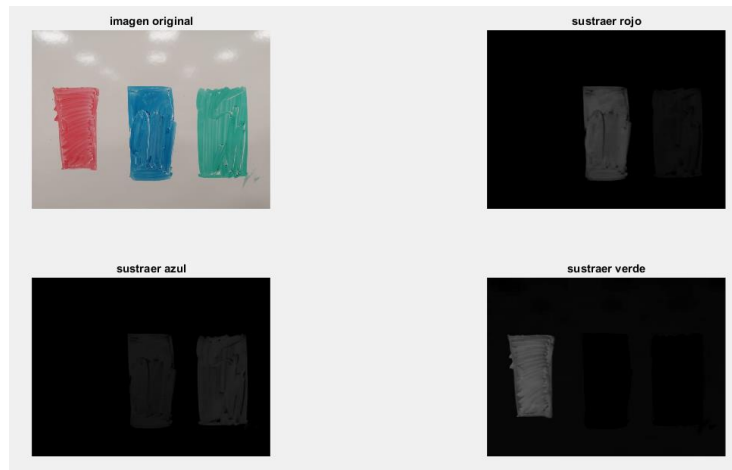 imagen original
sustraer rojo
sustraer azul
sustraer verde